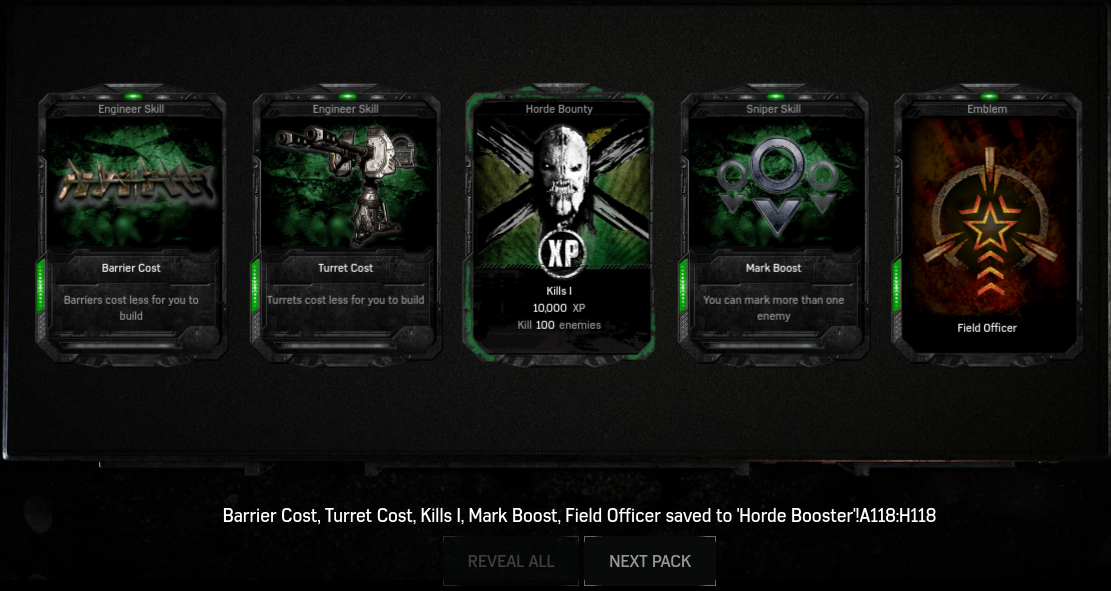 Engineer Skill
Barrier Cost
Barriers cost less for you to
build
Engineer Skill
Turret Cost
Turrets cost less for you to build
Horde Bounty
XP
Kills I
10,000 XP
Kill 100 enemies
Sniper Skill
Mark Boost
You can mark more than one
enemy
Emblem
Field Officer
Barrier Cost, Turret Cost, Kills I, Mark Boost, Field Officer saved to 'Horde Booster'!A118:H118
REVEAL ALL
NEXT PACK